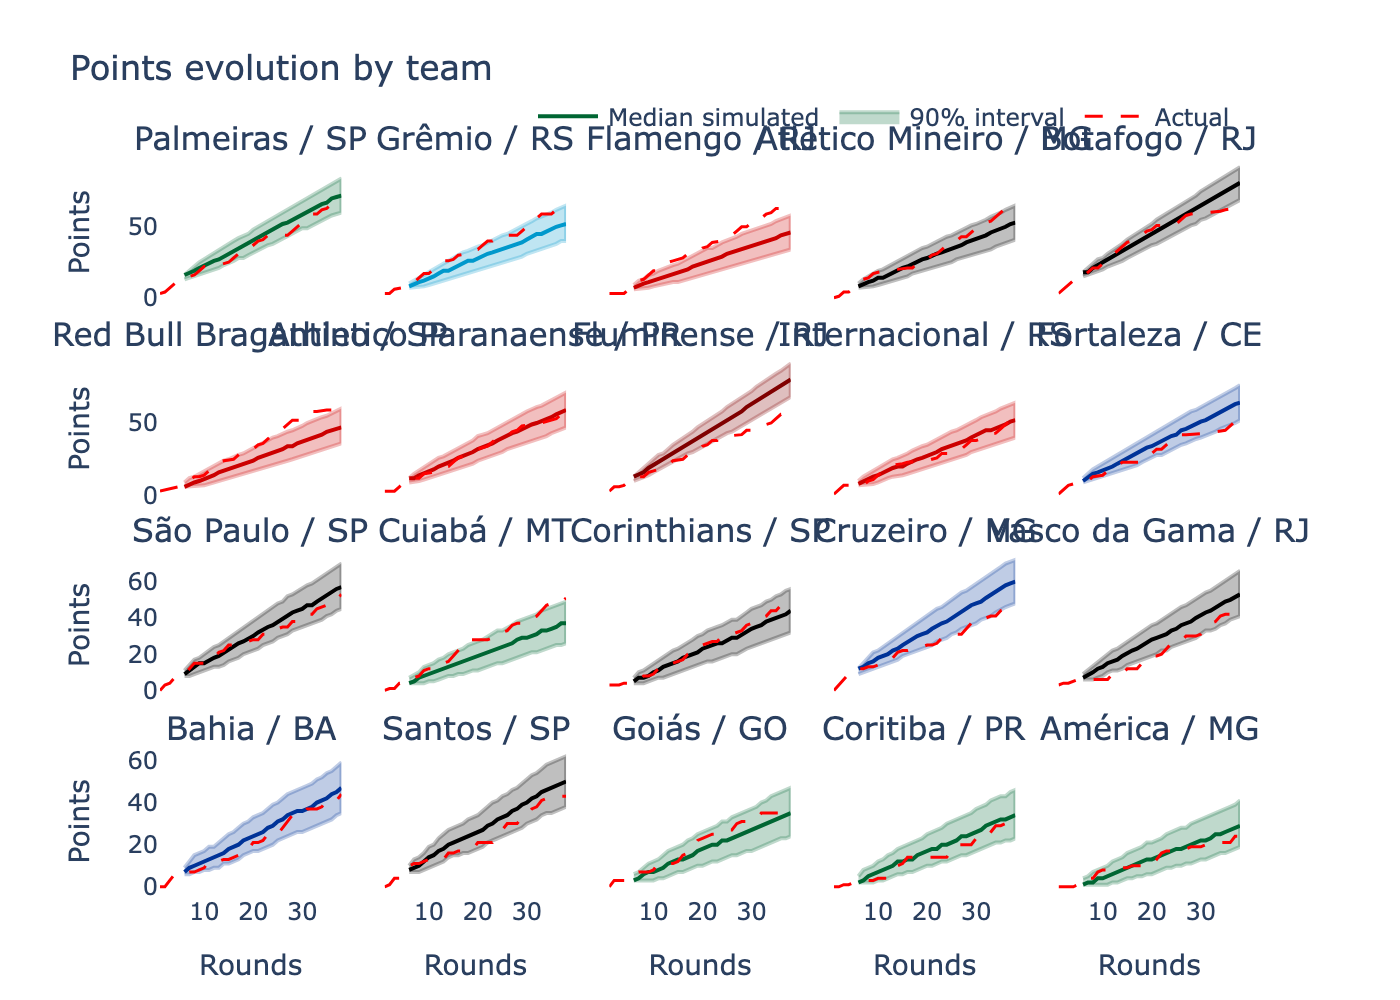 Points evolution by team
Median simulated 90% interval Actual
Palmeiras / SP Grêmio / RS Flamengo / RJ Atlético Mineiro / MG Botafogo / RJ
Points
50
0
Red Bull Bragantino / SP Athletico Paranaense / PR Fluminense / RJ Internacional / RS Fortaleza / CE
Points
50
0
São Paulo / SP Cuiabá / MT Corinthians / SP Cruzeiro / MG Vasco da Gama / RJ
Points
60
40
20
0
Bahia / BA Santos / SP Goiás / GO Coritiba / PR América / MG
Points
60
40
20
0
10 20 30 10 20 30 10 20 30 10 20 30 10 20 30
Rounds Rounds Rounds Rounds Rounds